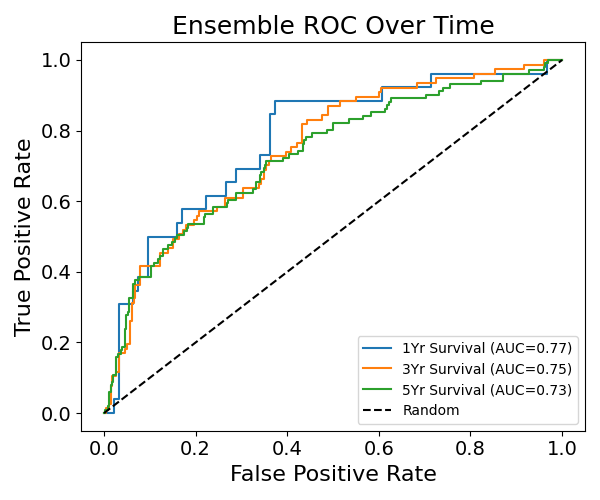 Ensemble ROC Over Time
True Positive Rate
1.0
0.8
0.6
0.4
0.2
0.0
0.0 0.2 0.4 0.6 0.8 1.0
False Positive Rate
1Yr Survival (AUC=0.77)
3Yr Survival (AUC=0.75)
5Yr Survival (AUC=0.73)
Random